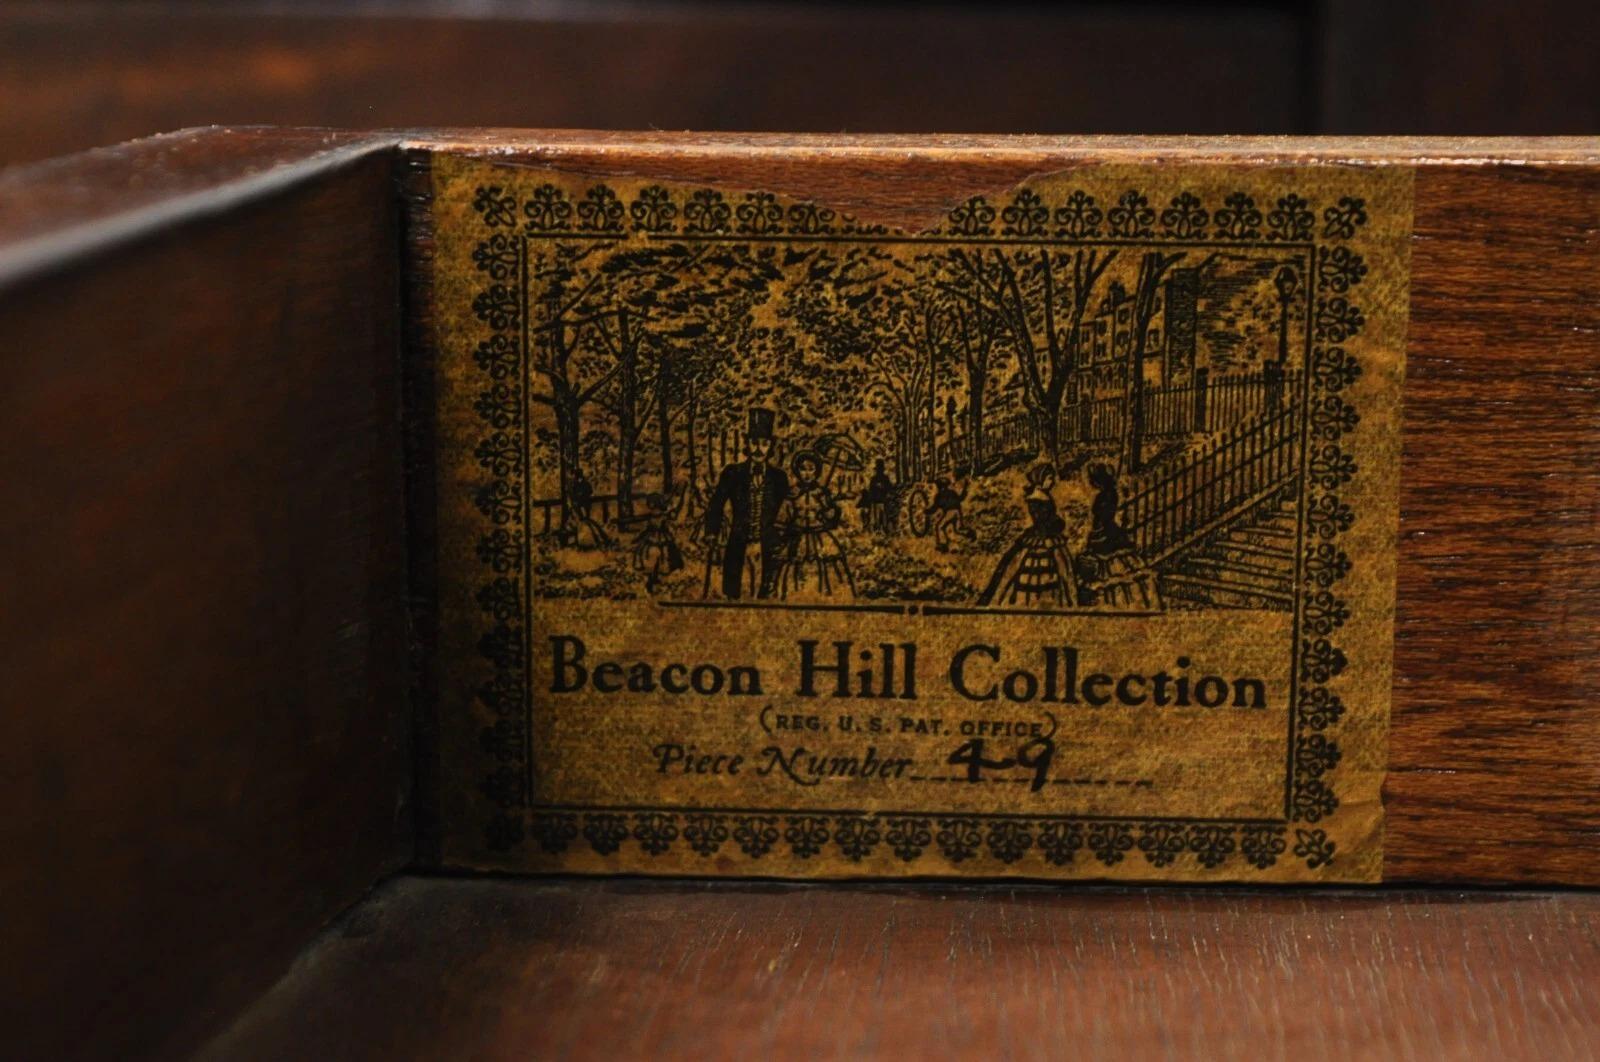 Beacon Hill Collection
(REG. U. S. PAT. OFFICE)
Piece Number 49